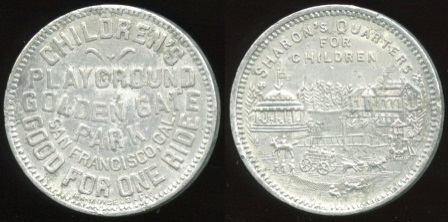 CHILDREN'S
PLAYGROUND
GOLDEN GATE
PARK
SAN FRANCISCO, CAL.
GOOD FOR ONE RIDE
SHARON'S QUARTERS
FOR
CHILDREN